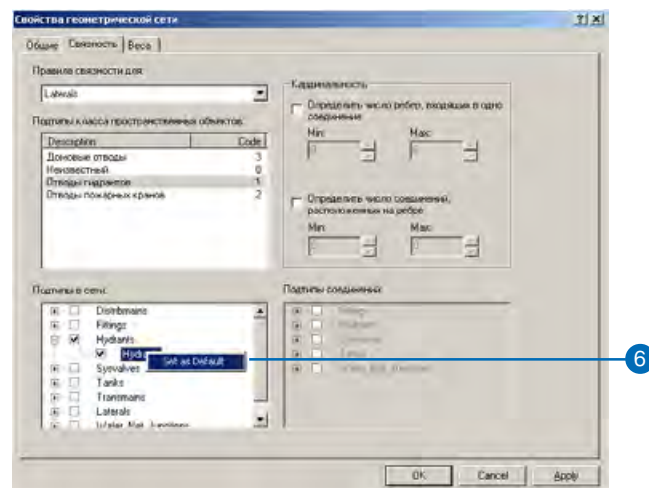 Свойства геометрической сети
Общие Связность Веса
Правила связности для:
Laterals
Подтипы класса пространственных объектов:
Description Code
Домовые отводы 3
Неизвестный 0
Отводы гидрантов 1
Отводы пожарных кранов 2
Кардинальность
Определить число ребер, входящих в одно соединение
Min: Max:
Определить число соединений, расположенных на ребре
Min: Max:
Подтипы в сети:
Distribmains
Fittings
Hydrants
Set as Default
Sysvalves
Tanks
Transmains
Laterals
Water_Net_Junctions
Подтипы соединений:
6
OK Cancel Apply